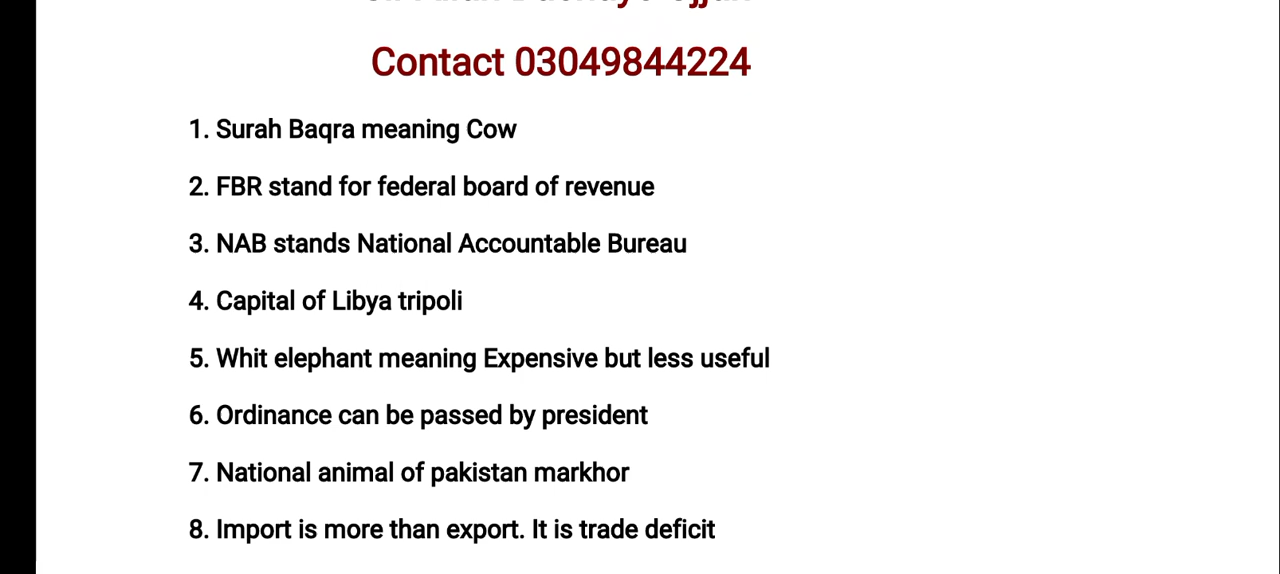 Contact 03049844224
1. Surah Baqra meaning Cow
2. FBR stand for federal board of revenue
3. NAB stands National Accountable Bureau
4. Capital of Libya tripoli
5. Whit elephant meaning Expensive but less useful
6. Ordinance can be passed by president
7. National animal of pakistan markhor
8. Import is more than export. It is trade deficit